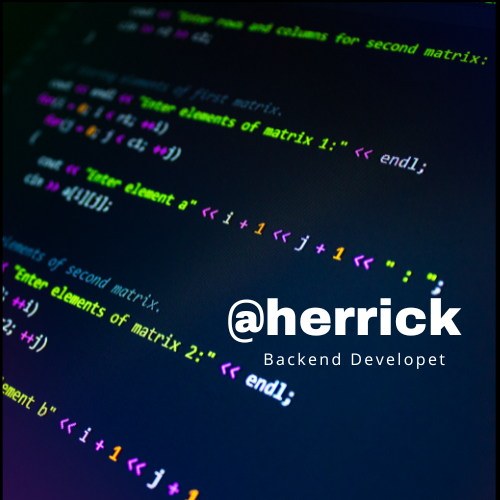 cout << "Enter rows and columns for second matrix:
cin >> r2 >> c2;
}
elements of first matrix.
cout << endl << "Enter elements of matrix 1:" << endl;
for(i = 0; i < r1; ++i)
for(j = 0; j < c1; ++j)
{
cout << "Enter element a" << i + 1 << j + 1 << " : ";
cin >> a[i][j];
}
elements of second matrix.
<< "Enter elements of matrix 2:" << endl;
; ++i)
2; ++j)
@herrick
Backend Developet
ement b" << i + 1 << j + 1